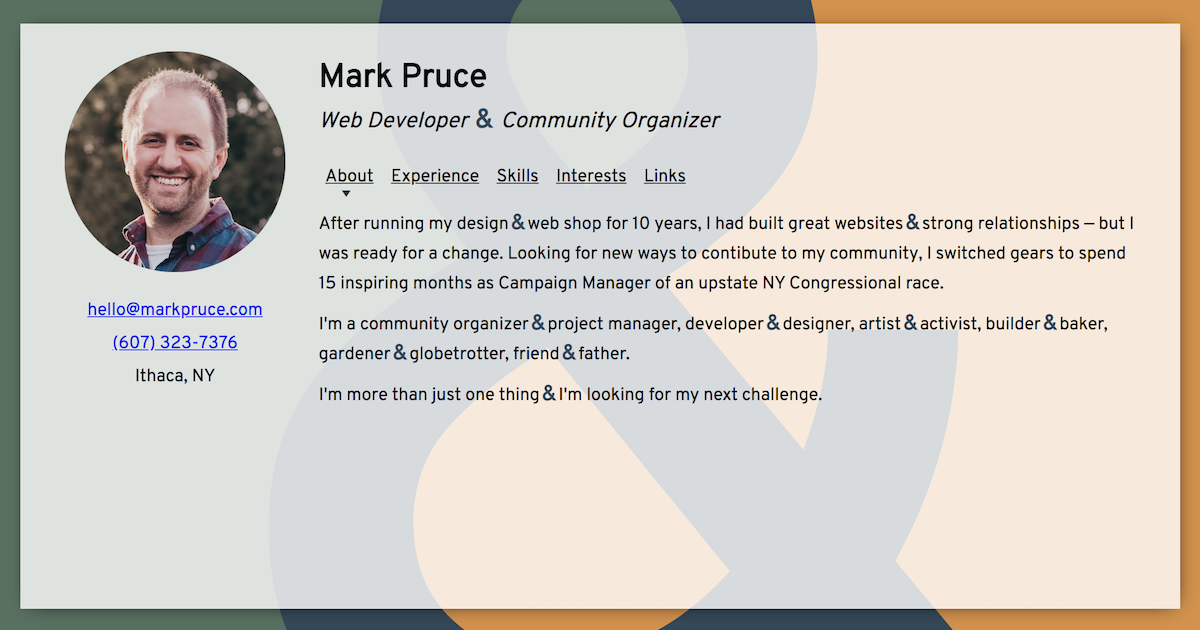 Mark Pruce
Web Developer & Community Organizer
About Experience Skills Interests Links
After running my design & web shop for 10 years, I had built great websites & strong relationships — but I
was ready for a change. Looking for new ways to contibute to my community, I switched gears to spend
15 inspiring months as Campaign Manager of an upstate NY Congressional race.
I'm a community organizer & project manager, developer & designer, artist & activist, builder & baker,
gardener & globetrotter, friend & father.
I'm more than just one thing & I'm looking for my next challenge.
hello@markpruce.com
(607) 323-7376
Ithaca, NY
&